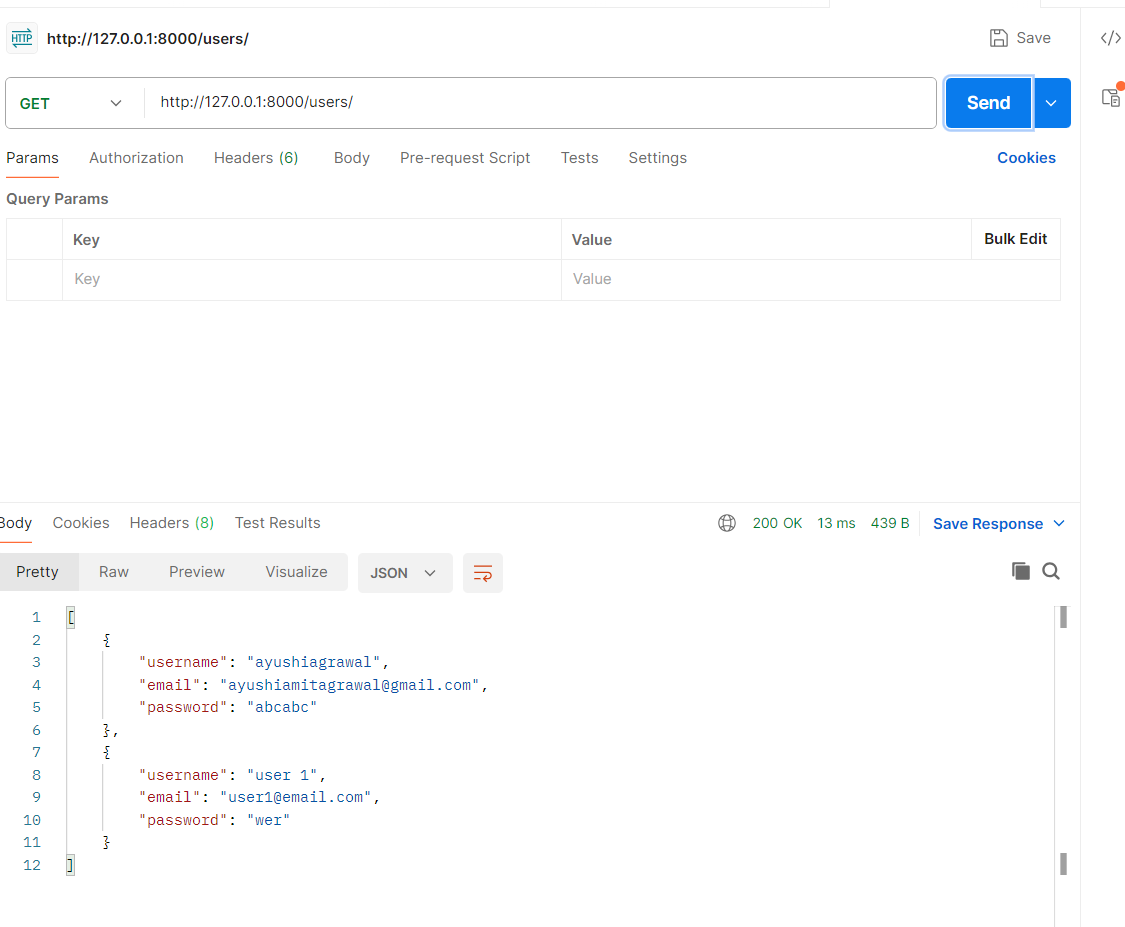 HTTP http://127.0.0.1:8000/users/ Save
GET http://127.0.0.1:8000/users/ Send
Params Authorization Headers (6) Body Pre-request Script Tests Settings Cookies
Query Params
Key Value Bulk Edit
Key Value
Body Cookies Headers (8) Test Results 200 OK 13 ms 439 B Save Response
Pretty Raw Preview Visualize JSON
1 [
2 {
3 "username": "ayushiagrawal",
4 "email": "ayushiamitagrawal@gmail.com",
5 "password": "abcabc"
6 },
7 {
8 "username": "user 1",
9 "email": "user1@email.com",
10 "password": "wer"
11 }
12 ]